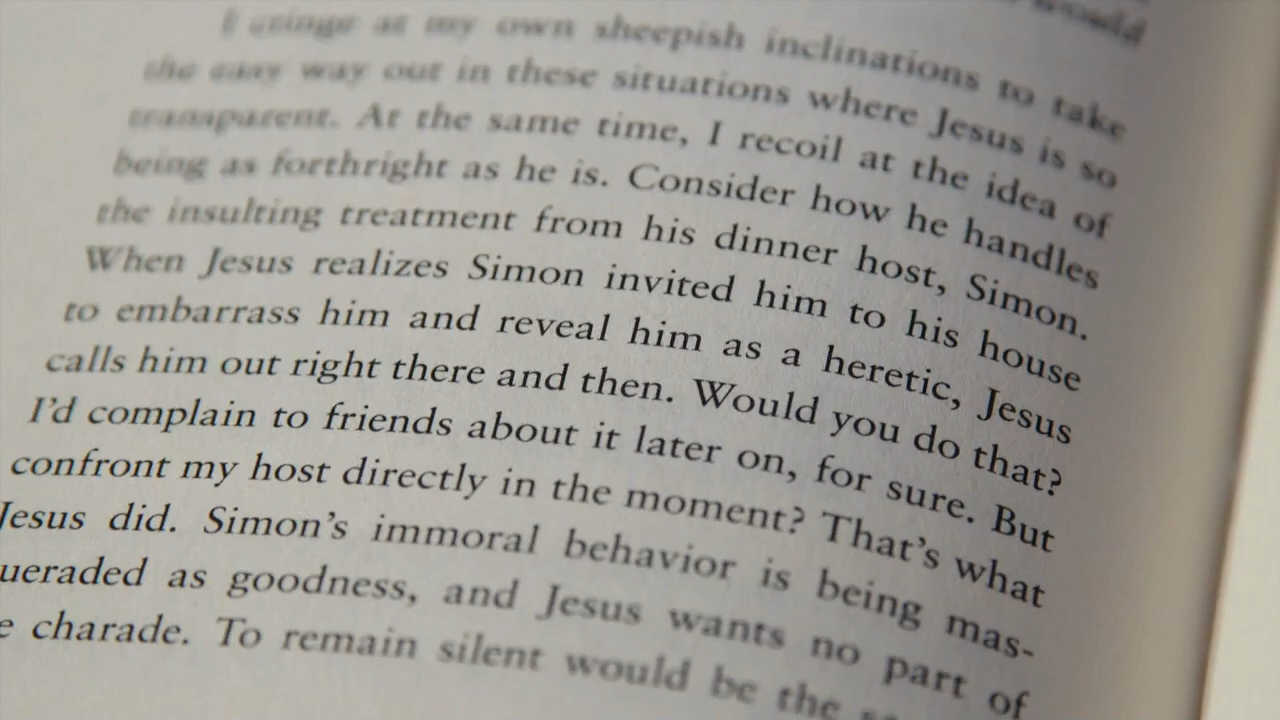 would
I cringe at my own sheepish inclinations to take
the easy way out in these situations where Jesus is so
transparent. At the same time, I recoil at the idea of
being as forthright as he is. Consider how he handles
the insulting treatment from his dinner host, Simon.
When Jesus realizes Simon invited him to his house
to embarrass him and reveal him as a heretic, Jesus
calls him out right there and then. Would you do that?
I'd complain to friends about it later on, for sure. But
confront my host directly in the moment? That's what
Jesus did. Simon's immoral behavior is being mas-
ueraded as goodness, and Jesus wants no part of
e charade. To remain silent would be the